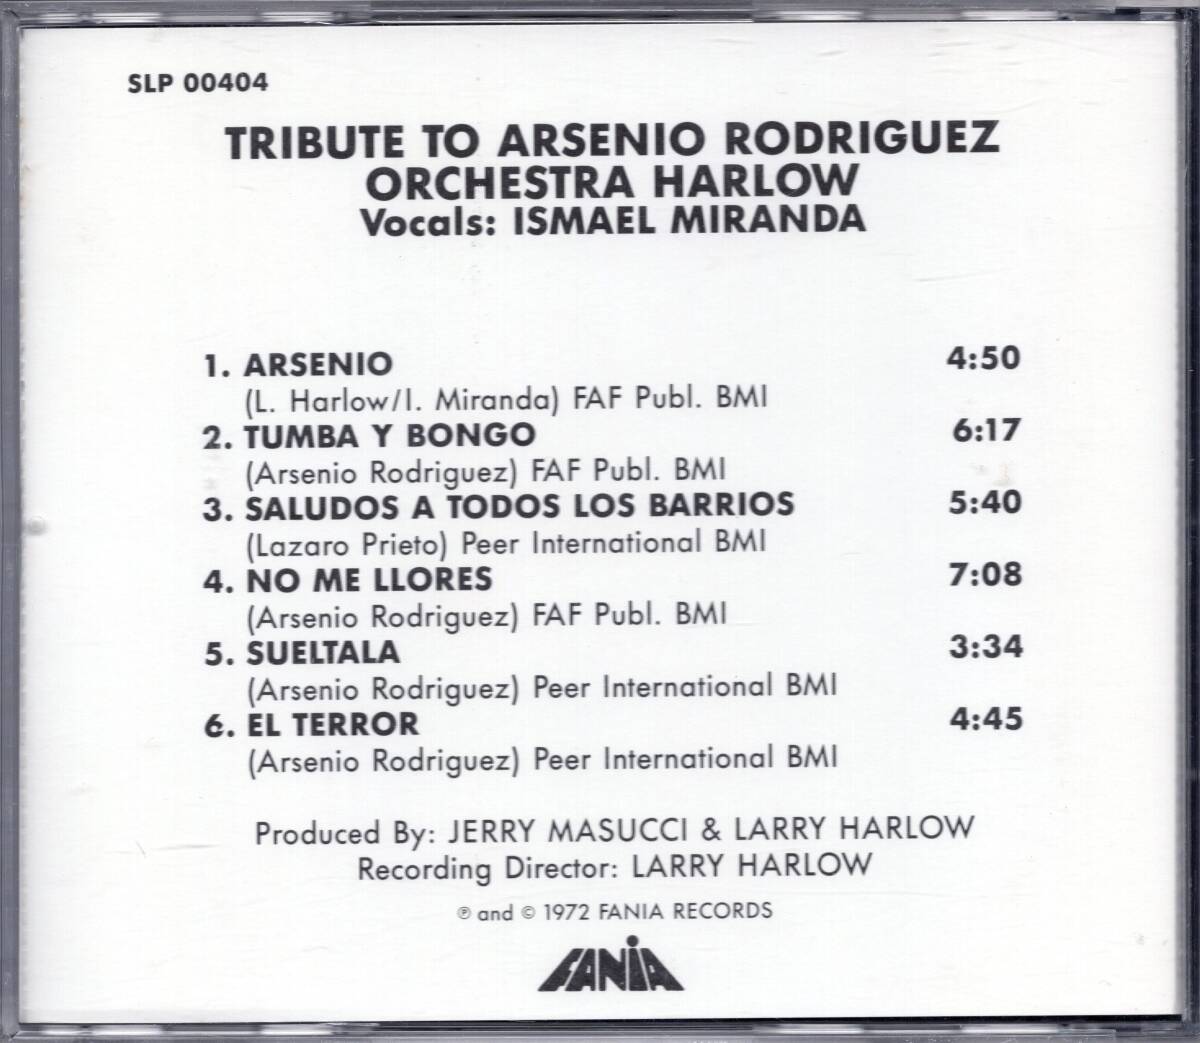 SLP 00404
TRIBUTE TO ARSENIO RODRIGUEZ
ORCHESTRA HARLOW
Vocals: ISMAEL MIRANDA
1. ARSENIO 4:50
(L. Harlow/I. Miranda) FAF Publ. BMI
2. TUMBA Y BONGO 6:17
(Arsenio Rodriguez) FAF Publ. BMI
3. SALUDOS A TODOS LOS BARRIOS 5:40
(Lazaro Prieto) Peer International BMI
4. NO ME LLORES 7:08
(Arsenio Rodriguez) FAF Publ. BMI
5. SUELTALA 3:34
(Arsenio Rodriguez) Peer International BMI
6. EL TERROR 4:45
(Arsenio Rodriguez) Peer International BMI
Produced By: JERRY MASUCCI & LARRY HARLOW
Recording Director: LARRY HARLOW
℗ and © 1972 FANIA RECORDS
FANIA